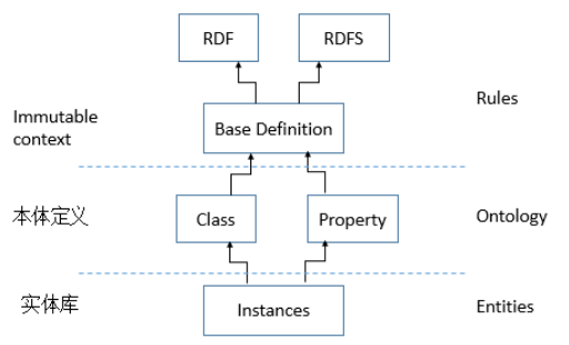 RDF
RDFS
Rules
Immutable
context
Base Definition
本体定义
Class
Property
Ontology
实体库
Instances
Entities